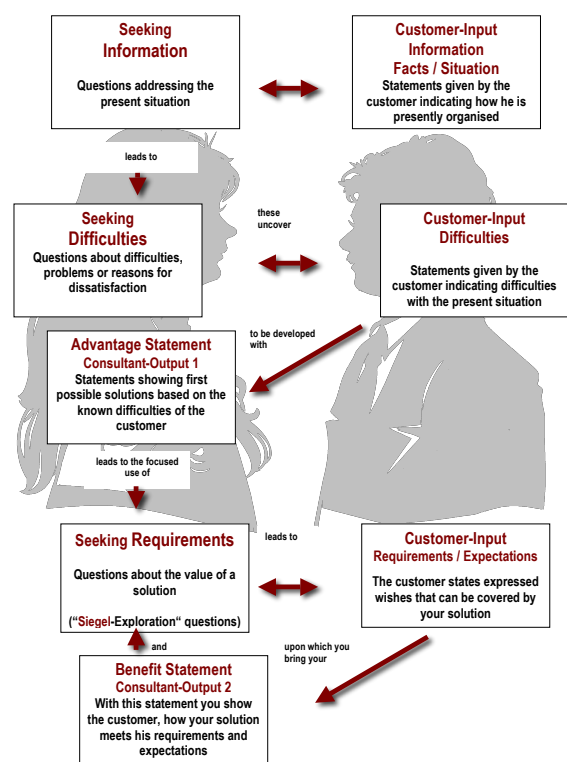 Seeking
Information
Questions addressing the
present situation
Customer-Input
Information
Facts / Situation
Statements given by the
customer indicating how he is
presently organised
leads to
Seeking
Difficulties
Questions about difficulties,
problems or reasons for
dissatisfaction
these
uncover
Customer-Input
Difficulties
Statements given by the
customer indicating difficulties
with the present situation
to be developed
with
Advantage Statement
Consultant-Output 1
Statements showing first
possible solutions based on the
known difficulties of the
customer
leads to the focused
use of
Seeking Requirements
Questions about the value of a
solution
(“Siegel-Exploration“ questions)
leads to
Customer-Input
Requirements / Expectations
The customer states expressed
wishes that can be covered by
your solution
and
upon which you
bring your
Benefit Statement
Consultant-Output 2
With this statement you show
the customer, how your solution
meets his requirements and
expectations